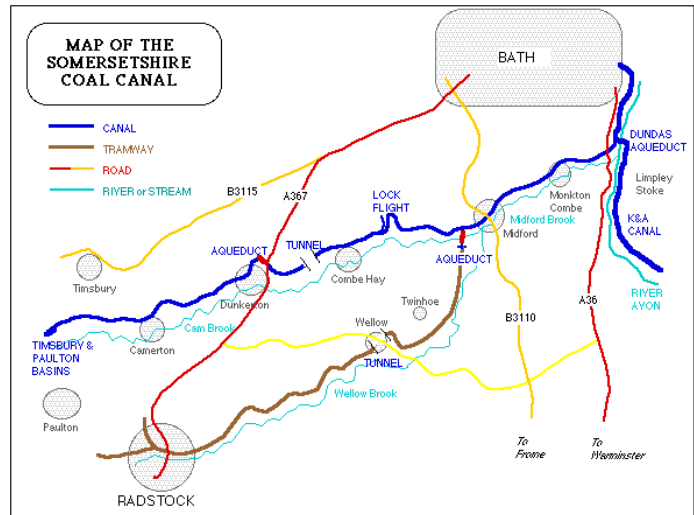 MAP OF THE
SOMERSETSHIRE
COAL CANAL
CANAL
TRAMWAY
ROAD
RIVER or STREAM
BATH
B3115
A367
DUNDAS
AQUEDUCT
Limpley
Stoke
Monkton
Combe
LOCK
FLIGHT
Midford Brook
Midford
K&A
CANAL
TUNNEL
AQUEDUCT
AQUEDUCT
Timsbury
Combe Hay
Dunkerton
RIVER
AVON
Twinhoe
A36
Cam Brook
Wellow
B3110
TIMSBURY &
PAULTON
BASINS
Camerton
TUNNEL
Wellow Brook
Paulton
To
Frome
To
Warminster
RADSTOCK